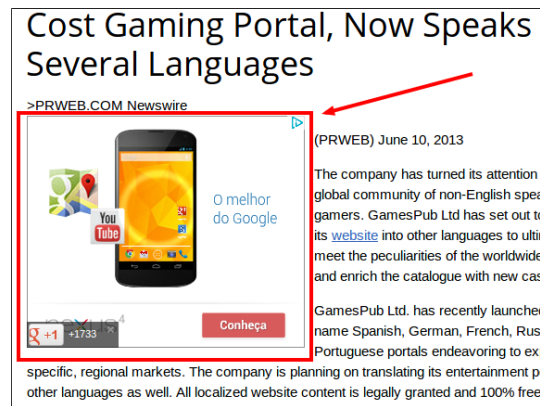 Cost Gaming Portal, Now Speaks
Several Languages
>PRWEB.COM Newswire
(PRWEB) June 10, 2013
The company has turned its attention
global community of non-English spea
gamers. GamesPub Ltd has set out to
its website into other languages to ulti
meet the peculiarities of the worldwide
and enrich the catalogue with new cas
You
Tube
O melhor
do Google
nexus 4
g +1 +1733
Conheça
GamesPub Ltd. has recently launche
name Spanish, German, French, Rus
Portuguese portals endeavoring to ex
specific, regional markets. The company is planning on translating its entertainment p
other languages as well. All localized website content is legally granted and 100% free